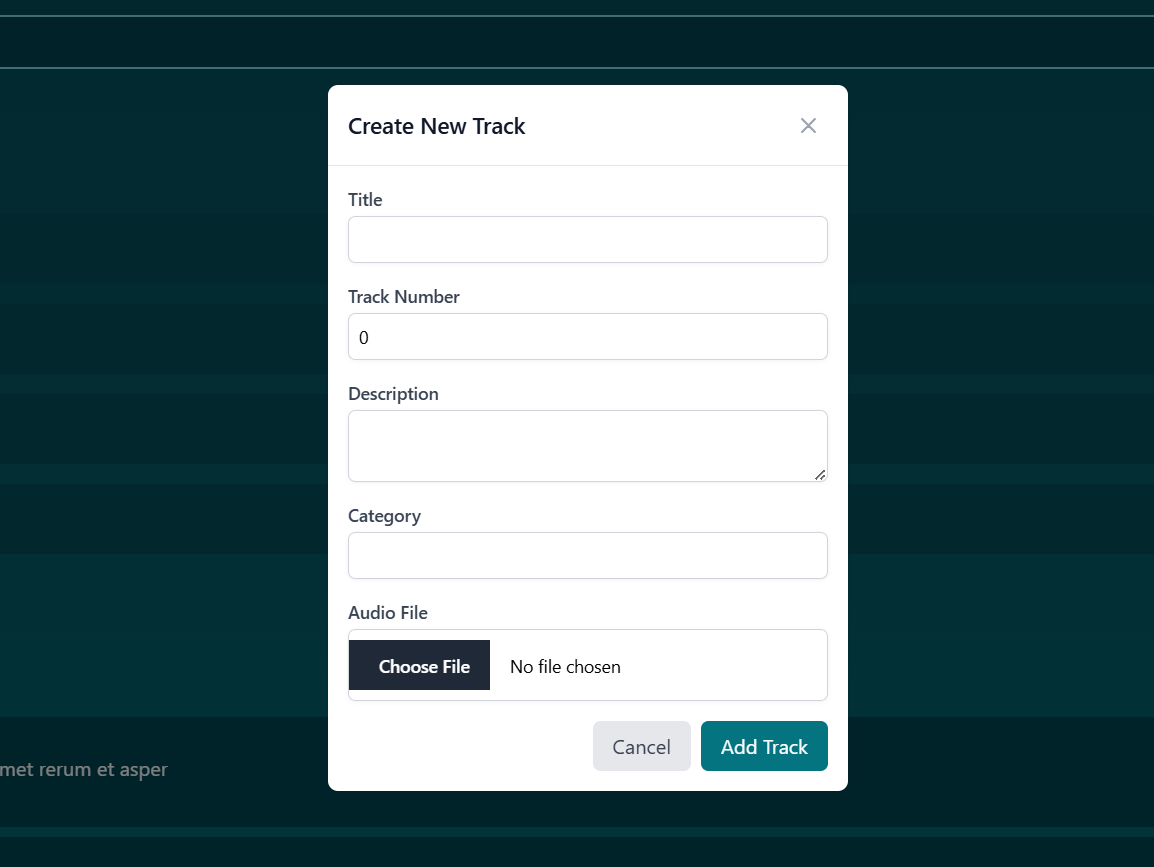 Create New Track
Title
Track Number
0
Description
Category
Audio File
Choose File No file chosen
Cancel Add Track
met rerum et asper